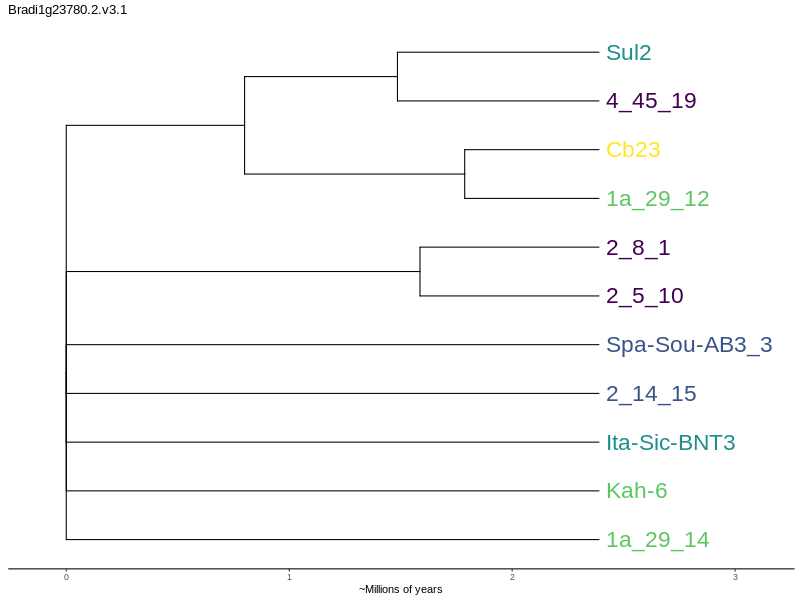 Bradi1g23780.2.v3.1
Sul2
4_45_19
Cb23
1a_29_12
2_8_1
2_5_10
Spa-Sou-AB3_3
2_14_15
Ita-Sic-BNT3
Kah-6
1a_29_14
0 1 2 3
~Millions of years